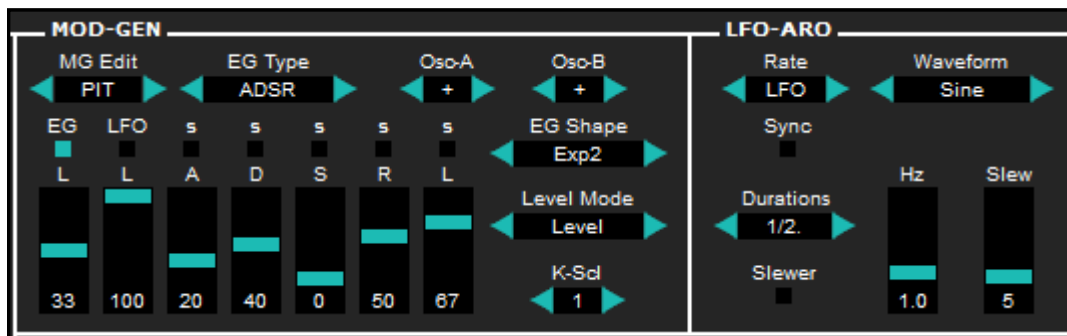 MOD-GEN LFO-ARO
MG Edit EG Type Osc-A Osc-B Rate Waveform
PIT ADSR + + LFO Sine
EG LFO s s s s s EG Shape Sync
Exp2
L L A D S R L Hz Slew
Level Mode Durations
Level 1/2.
K-Scl Slewer
33 100 20 40 0 50 67 1 1.0 5